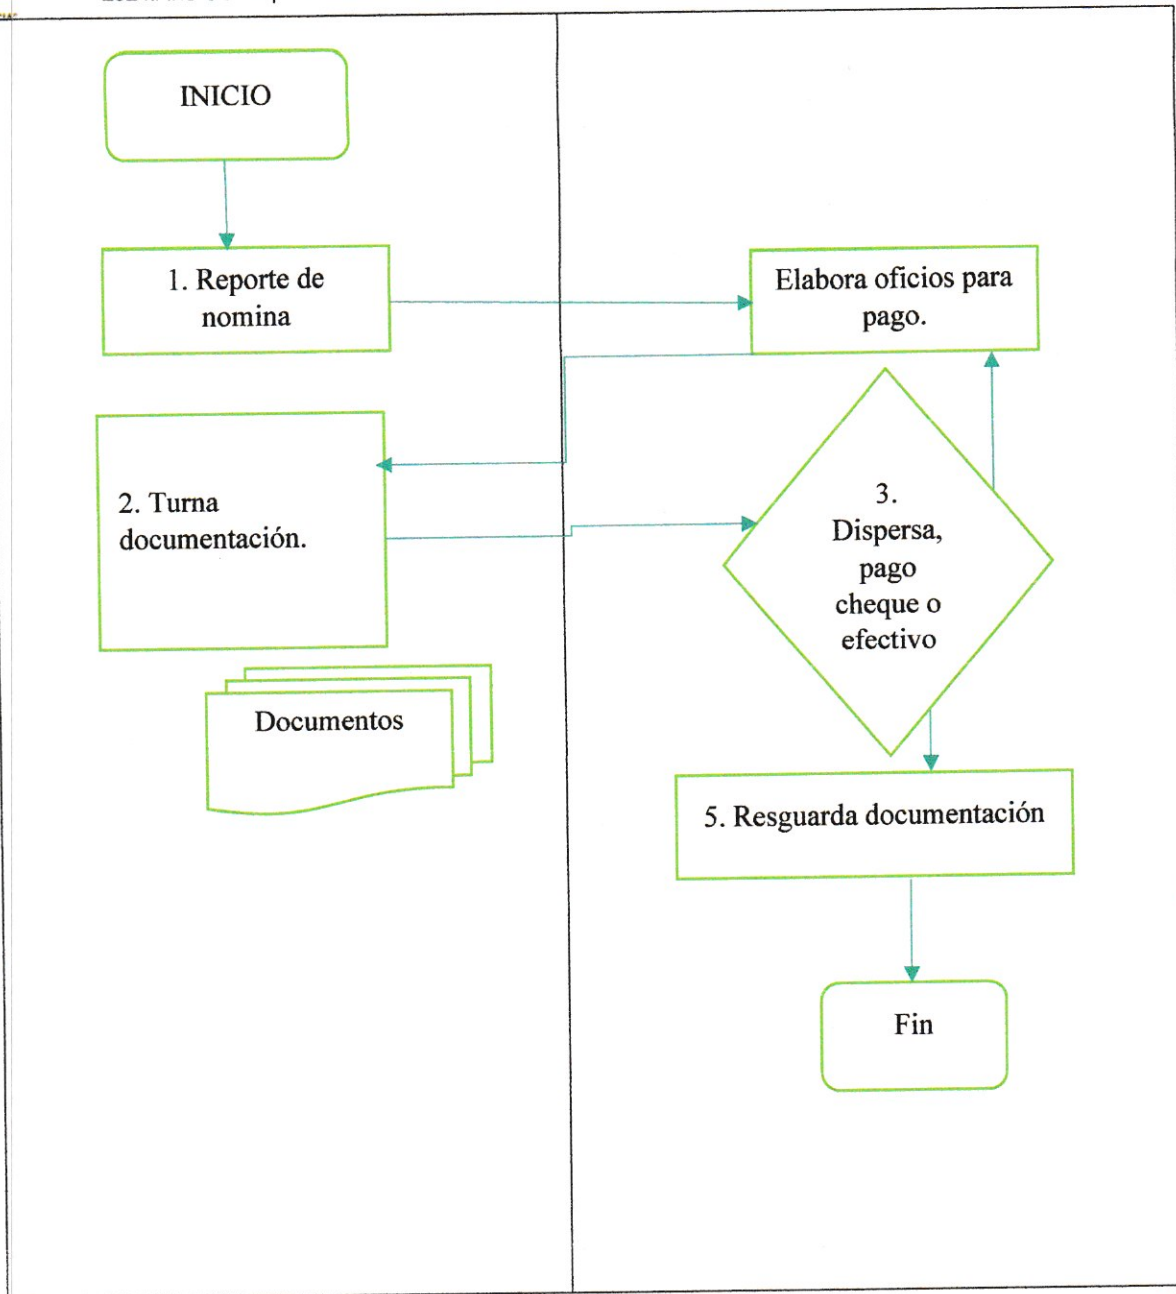 INICIO
1. Reporte de
nomina
Elabora oficios para
pago.
2. Turna
documentación.
3.
Dispersa,
pago
cheque o
efectivo
Documentos
5. Resguarda documentación
Fin